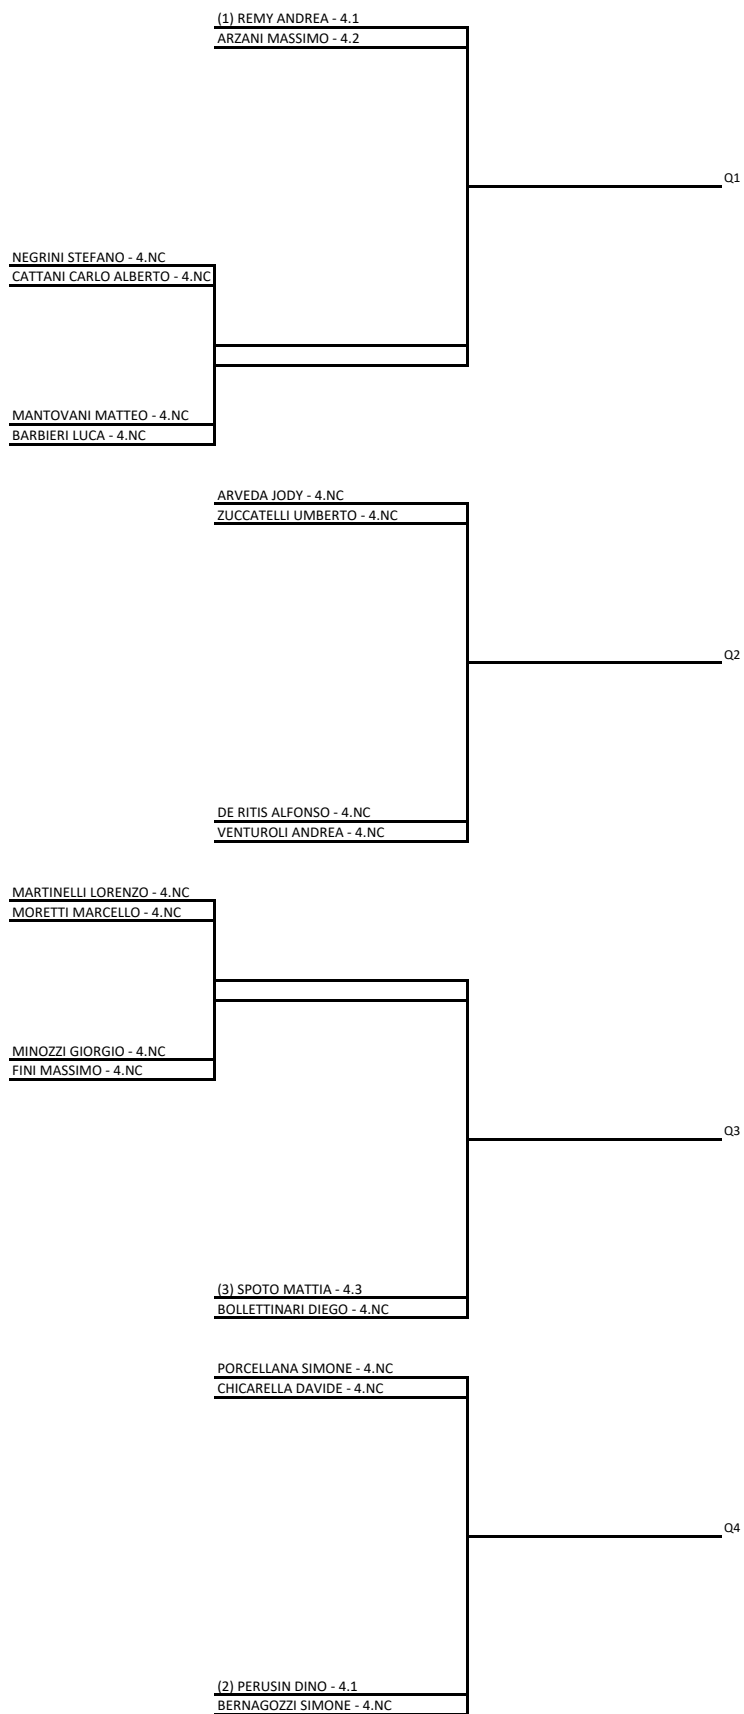 (1) REMY ANDREA - 4.1
ARZANI MASSIMO - 4.2
Q1
NEGRINI STEFANO - 4.NC
CATTANI CARLO ALBERTO - 4.NC
MANTOVANI MATTEO - 4.NC
BARBIERI LUCA - 4.NC
ARVEDA JODY - 4.NC
ZUCCATELLI UMBERTO - 4.NC
Q2
DE RITIS ALFONSO - 4.NC
VENTUROLI ANDREA - 4.NC
MARTINELLI LORENZO - 4.NC
MORETTI MARCELLO - 4.NC
MINOZZI GIORGIO - 4.NC
FINI MASSIMO - 4.NC
Q3
(3) SPOTO MATTIA - 4.3
BOLLETTINARI DIEGO - 4.NC
PORCELLANA SIMONE - 4.NC
CHICARELLA DAVIDE - 4.NC
Q4
(2) PERUSIN DINO - 4.1
BERNAGOZZI SIMONE - 4.NC